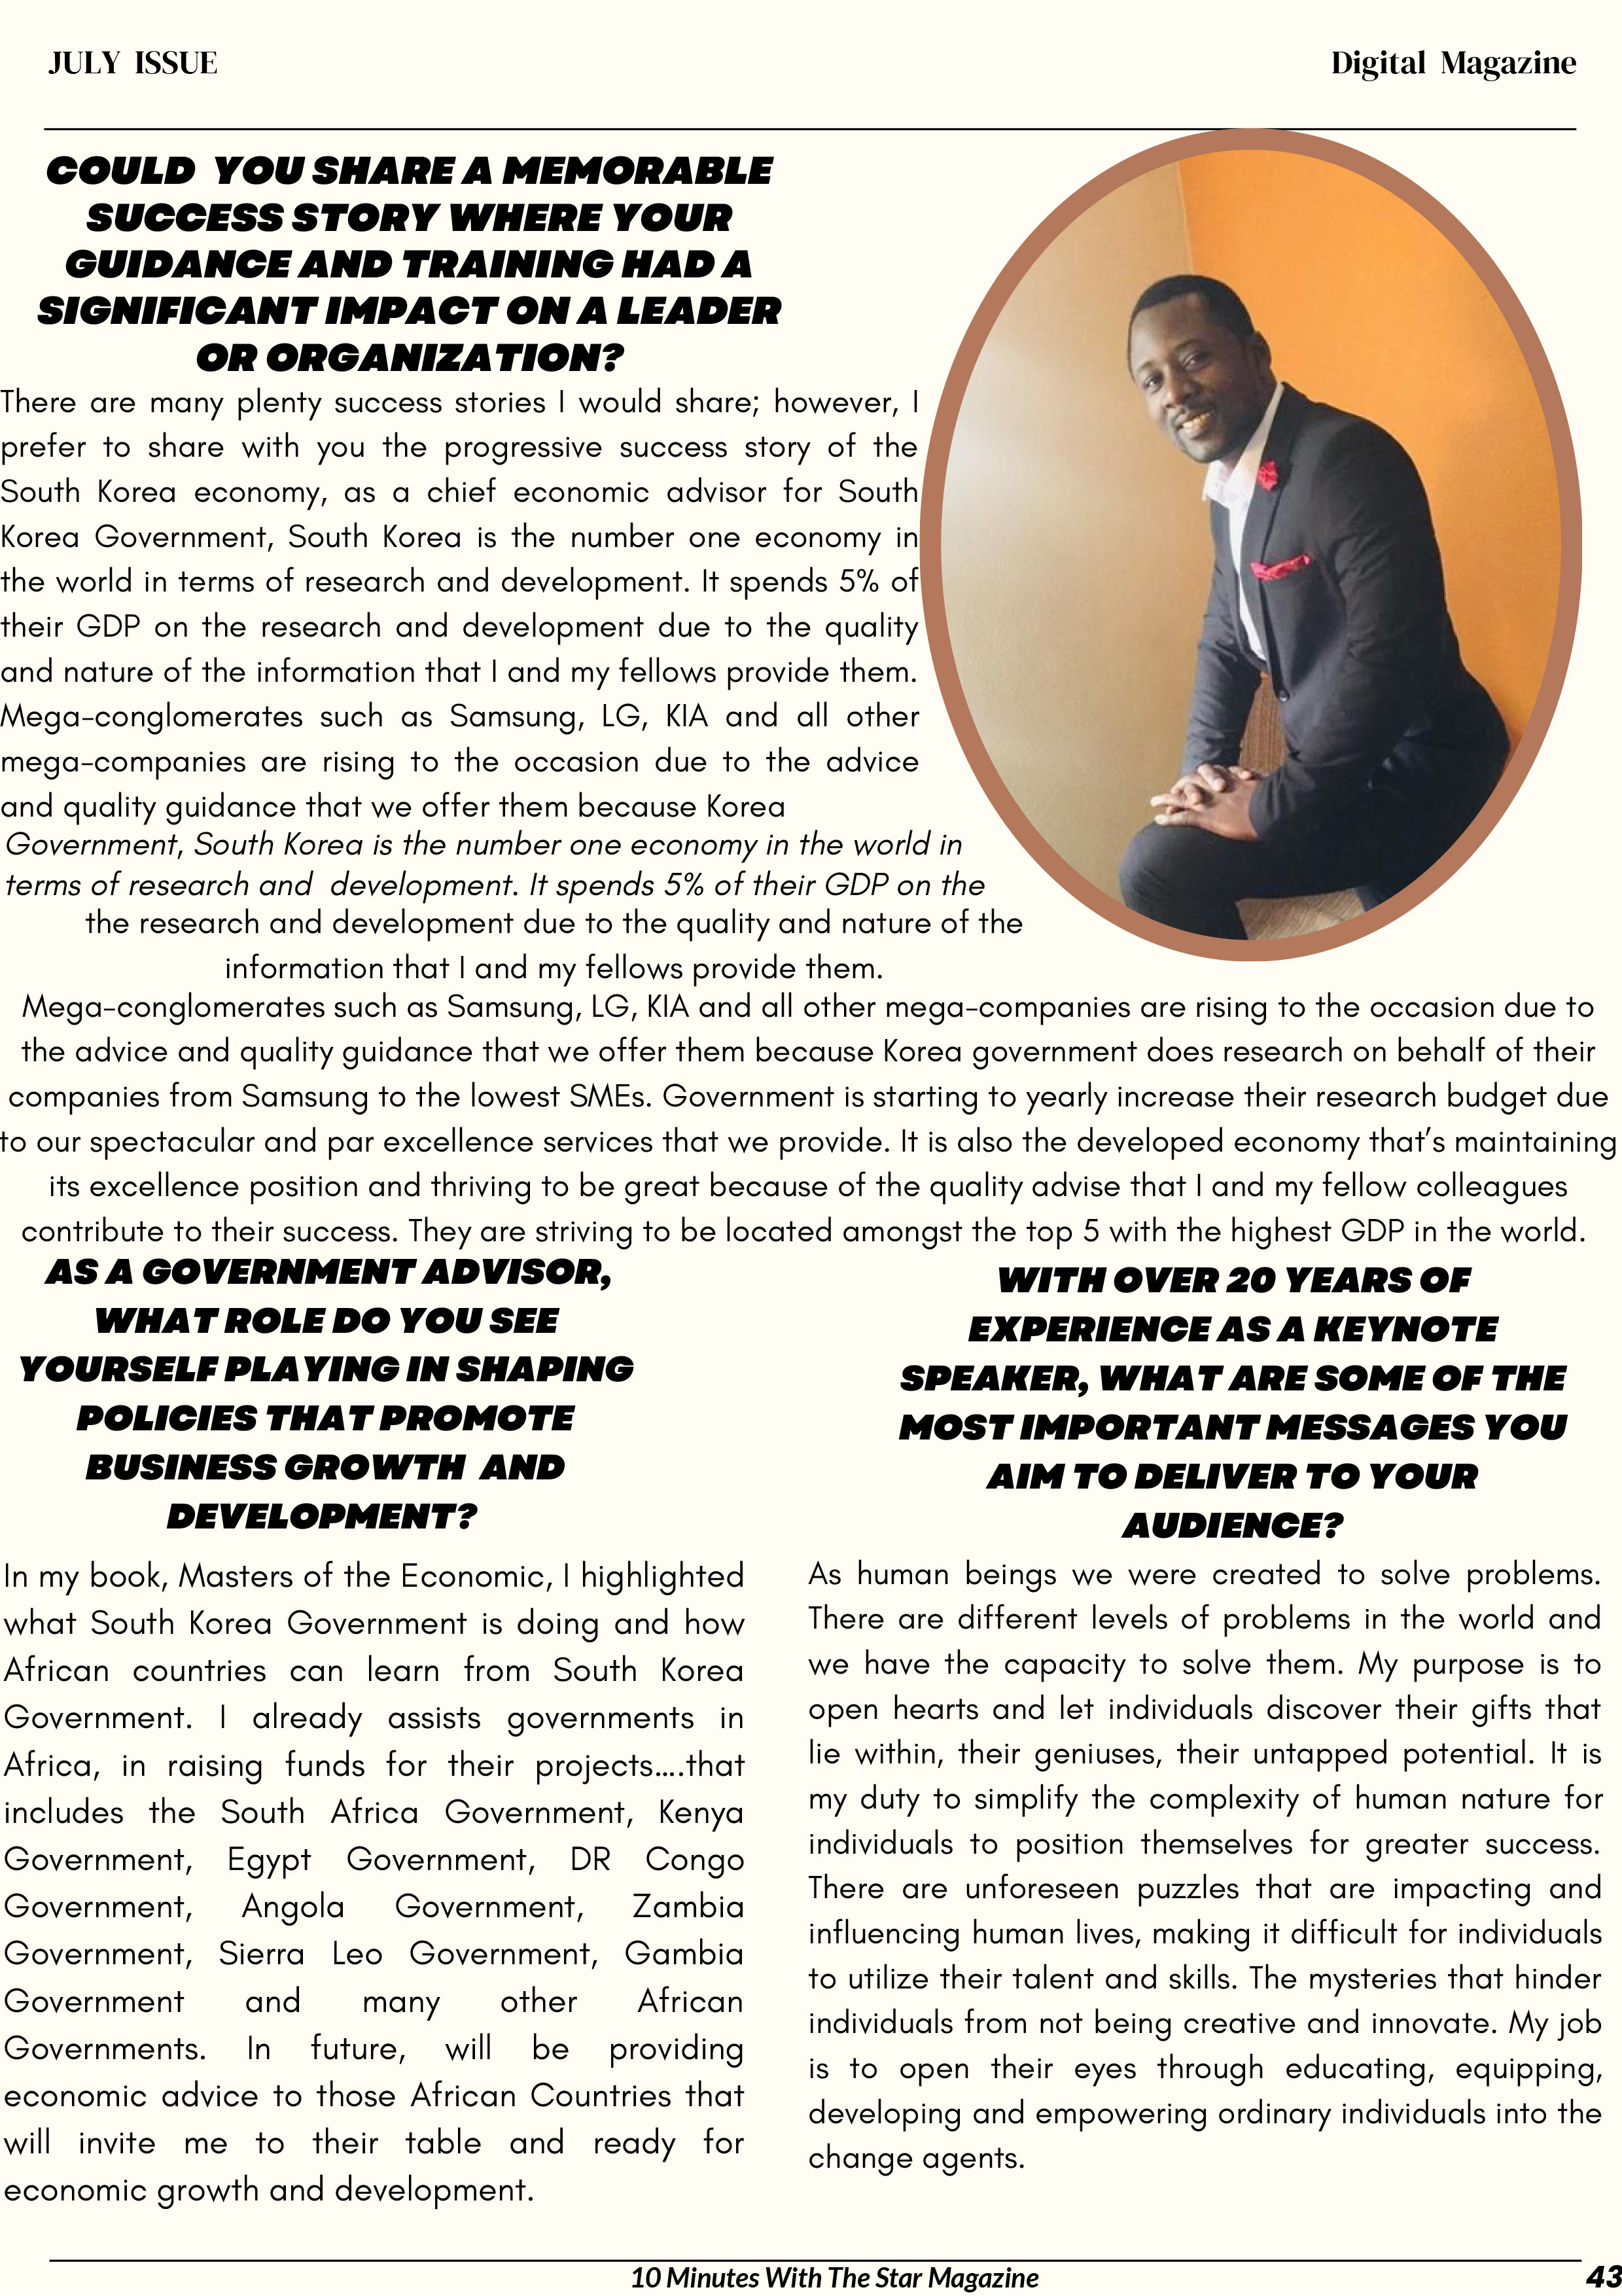 JULY ISSUE
Digital Magazine
COULD YOU SHARE A MEMORABLE
SUCCESS STORY WHERE YOUR
GUIDANCE AND TRAINING HAD A
SIGNIFICANT IMPACT ON A LEADER
OR ORGANIZATION?
There are many plenty success stories I would share; however, I
prefer to share with you the progressive success story of the
South Korea economy, as a chief economic advisor for South
Korea Government, South Korea is the number one economy in
the world in terms of research and development. It spends 5% of
their GDP on the research and development due to the quality
and nature of the information that I and my fellows provide them.
Mega-conglomerates such as Samsung, LG, KIA and all other
mega-companies are rising to the occasion due to the advice
and quality guidance that we offer them because Korea
Government, South Korea is the number one economy in the world in
terms of research and development. It spends 5% of their GDP on the
the research and development due to the quality and nature of the
information that I and my fellows provide them.
Mega-conglomerates such as Samsung, LG, KIA and all other mega-companies are rising to the occasion due to
the advice and quality guidance that we offer them because Korea government does research on behalf of their
companies from Samsung to the lowest SMEs. Government is starting to yearly increase their research budget due
to our spectacular and par excellence services that we provide. It is also the developed economy that's maintaining
its excellence position and thriving to be great because of the quality advise that I and my fellow colleagues
contribute to their success. They are striving to be located amongst the top 5 with the highest GDP in the world.
AS A GOVERNMENT ADVISOR,
WHAT ROLE DO YOU SEE
YOURSELF PLAYING IN SHAPING
POLICIES THAT PROMOTE
BUSINESS GROWTH AND
DEVELOPMENT?
In my book, Masters of the Economic, I highlighted
what South Korea Government is doing and how
African countries can learn from South Korea
Government. I already assists governments in
Africa, in raising funds for their projects....that
includes the South Africa Government, Kenya
Government, Egypt Government, DR Congo
Government, Angola Government, Zambia
Government, Sierra Leo Government, Gambia
Government and many other African
Governments. In future, will be providing
economic advice to those African Countries that
will invite me to their table and ready for
economic growth and development.
WITH OVER 20 YEARS OF
EXPERIENCE AS A KEYNOTE
SPEAKER, WHAT ARE SOME OF THE
MOST IMPORTANT MESSAGES YOU
AIM TO DELIVER TO YOUR
AUDIENCE?
As human beings we were created to solve problems.
There are different levels of problems in the world and
we have the capacity to solve them. My purpose is to
open hearts and let individuals discover their gifts that
lie within, their geniuses, their untapped potential. It is
my duty to simplify the complexity of human nature for
individuals to position themselves for greater success.
There are unforeseen puzzles that are impacting and
influencing human lives, making it difficult for individuals
to utilize their talent and skills. The mysteries that hinder
individuals from not being creative and innovate. My job
is to open their eyes through educating, equipping,
developing and empowering ordinary individuals into the
change agents.
10 Minutes With The Star Magazine
43